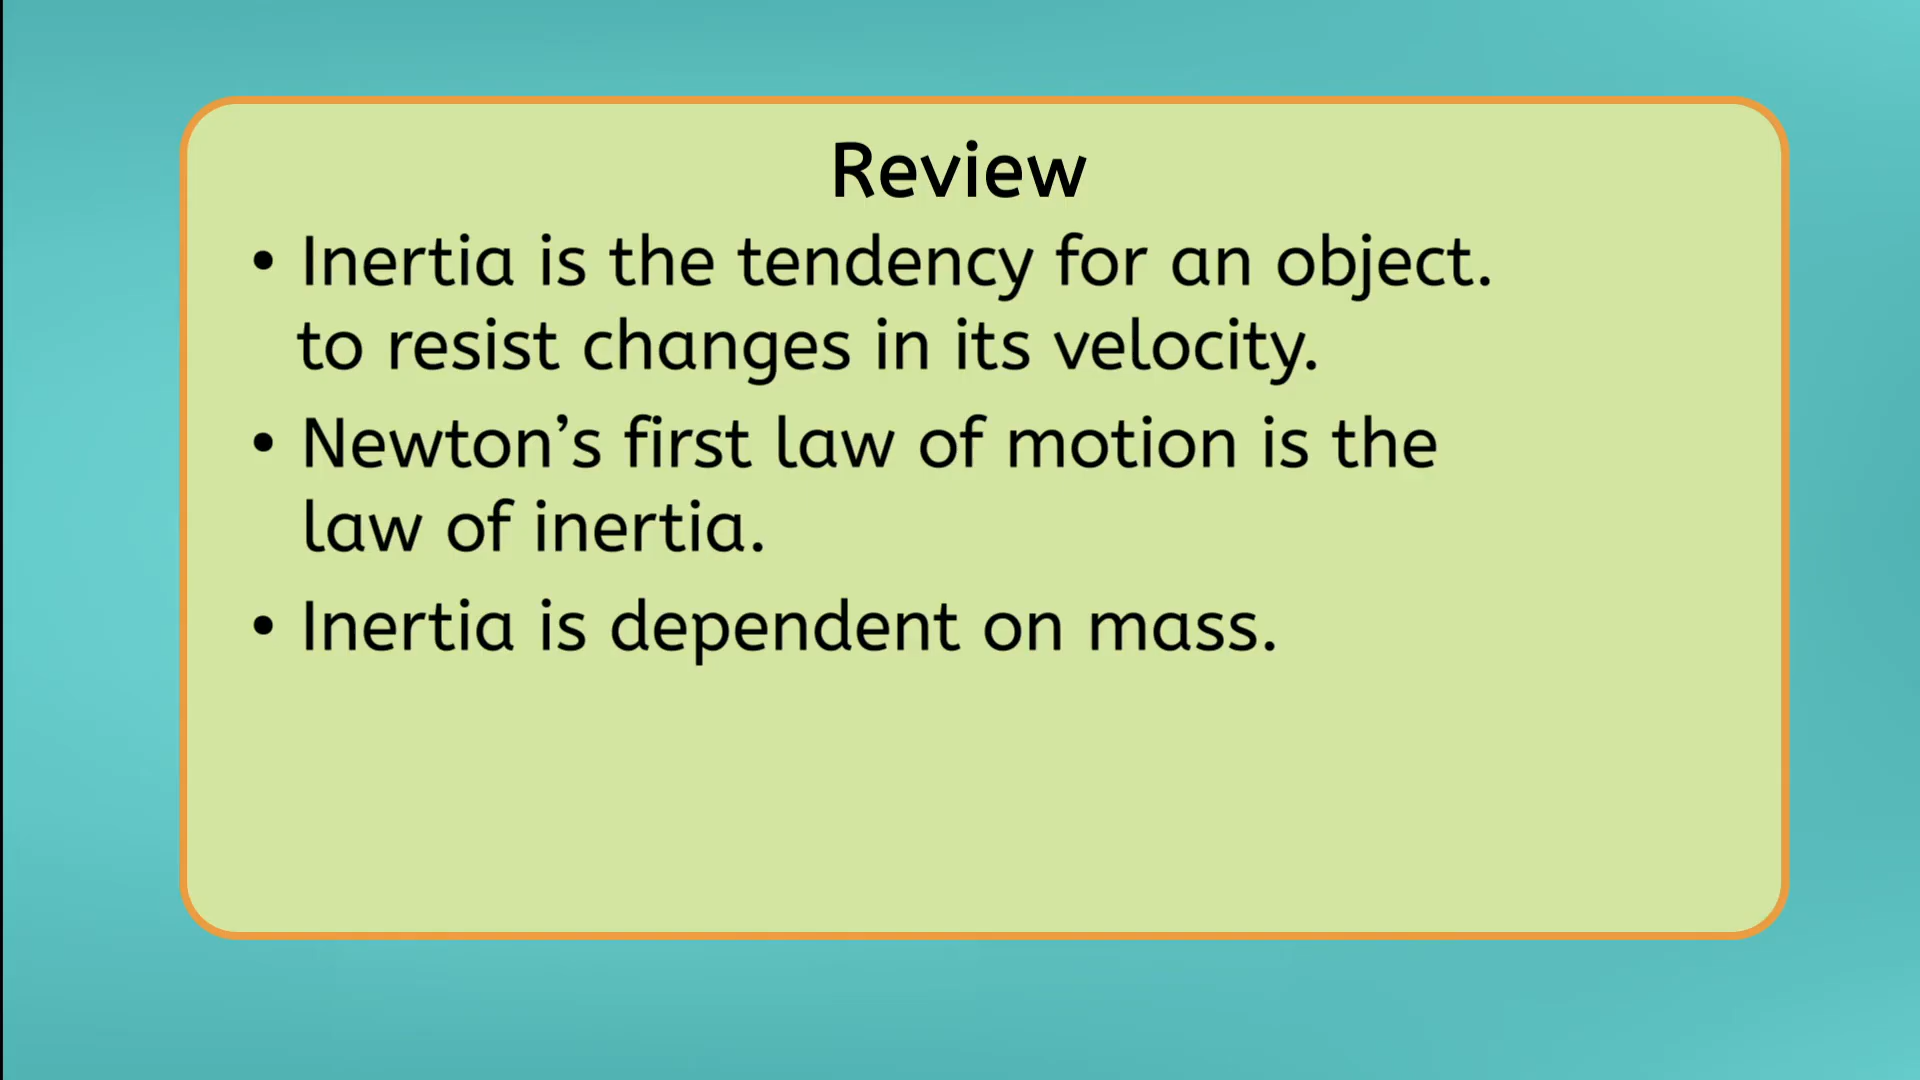 Review
• Inertia is the tendency for an object.
to resist changes in its velocity.
• Newton’s first law of motion is the
law of inertia.
• Inertia is dependent on mass.